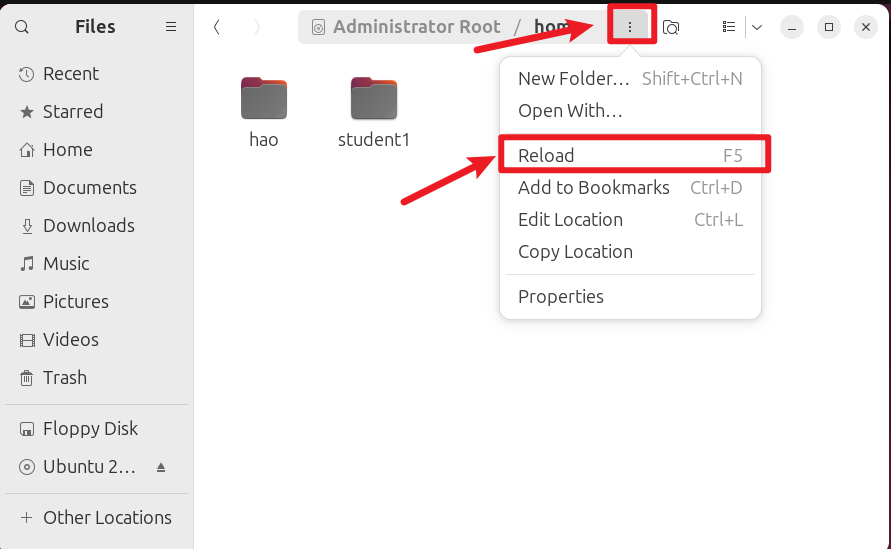 Files
Administrator Root / hom
Recent
Starred
Home
Documents
Downloads
Music
Pictures
Videos
Trash
Floppy Disk
Ubuntu 2…
Other Locations
hao
student1
New Folder… Shift+Ctrl+N
Open With…
Reload F5
Add to Bookmarks Ctrl+D
Edit Location Ctrl+L
Copy Location
Properties